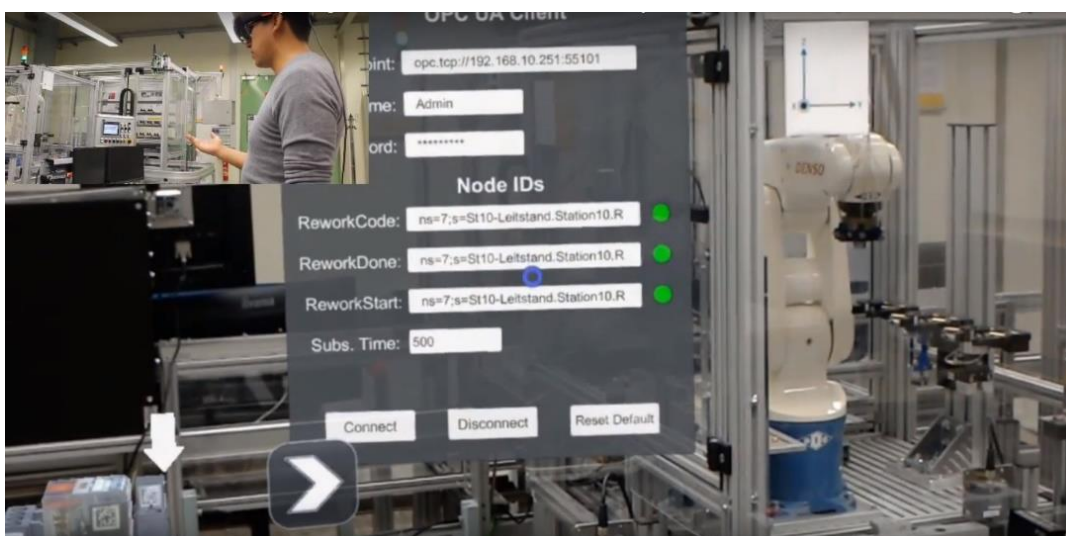 OPC UA Client
oint: opc.tcp://192.168.10.251:55101
me: Admin
ord: *********
Node IDs
ReworkCode: ns=7;s=St10-Leitstand.Station10.R
ReworkDone: ns=7;s=St10-Leitstand.Station10.R
ReworkStart: ns=7;s=St10-Leitstand.Station10.R
Subs. Time: 500
Connect Disconnect Reset Default
DENSO